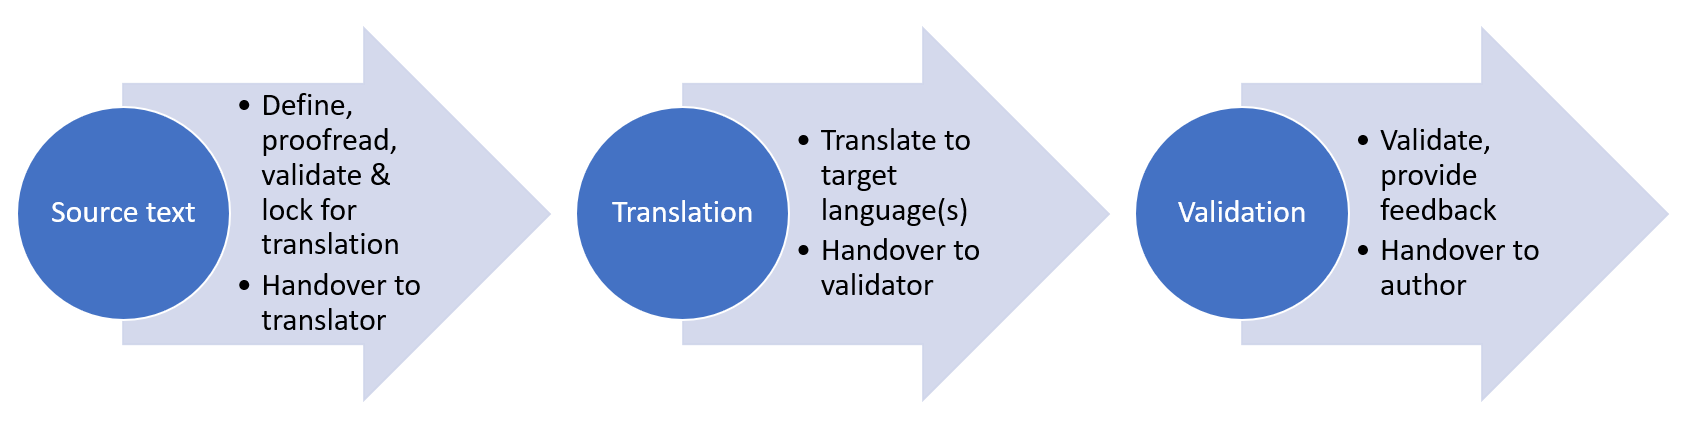 Source text
• Define,
proofread,
validate &
lock for
translation
• Handover to
translator
Translation
• Translate to
target
language(s)
• Handover to
validator
Validation
• Validate,
provide
feedback
• Handover to
author